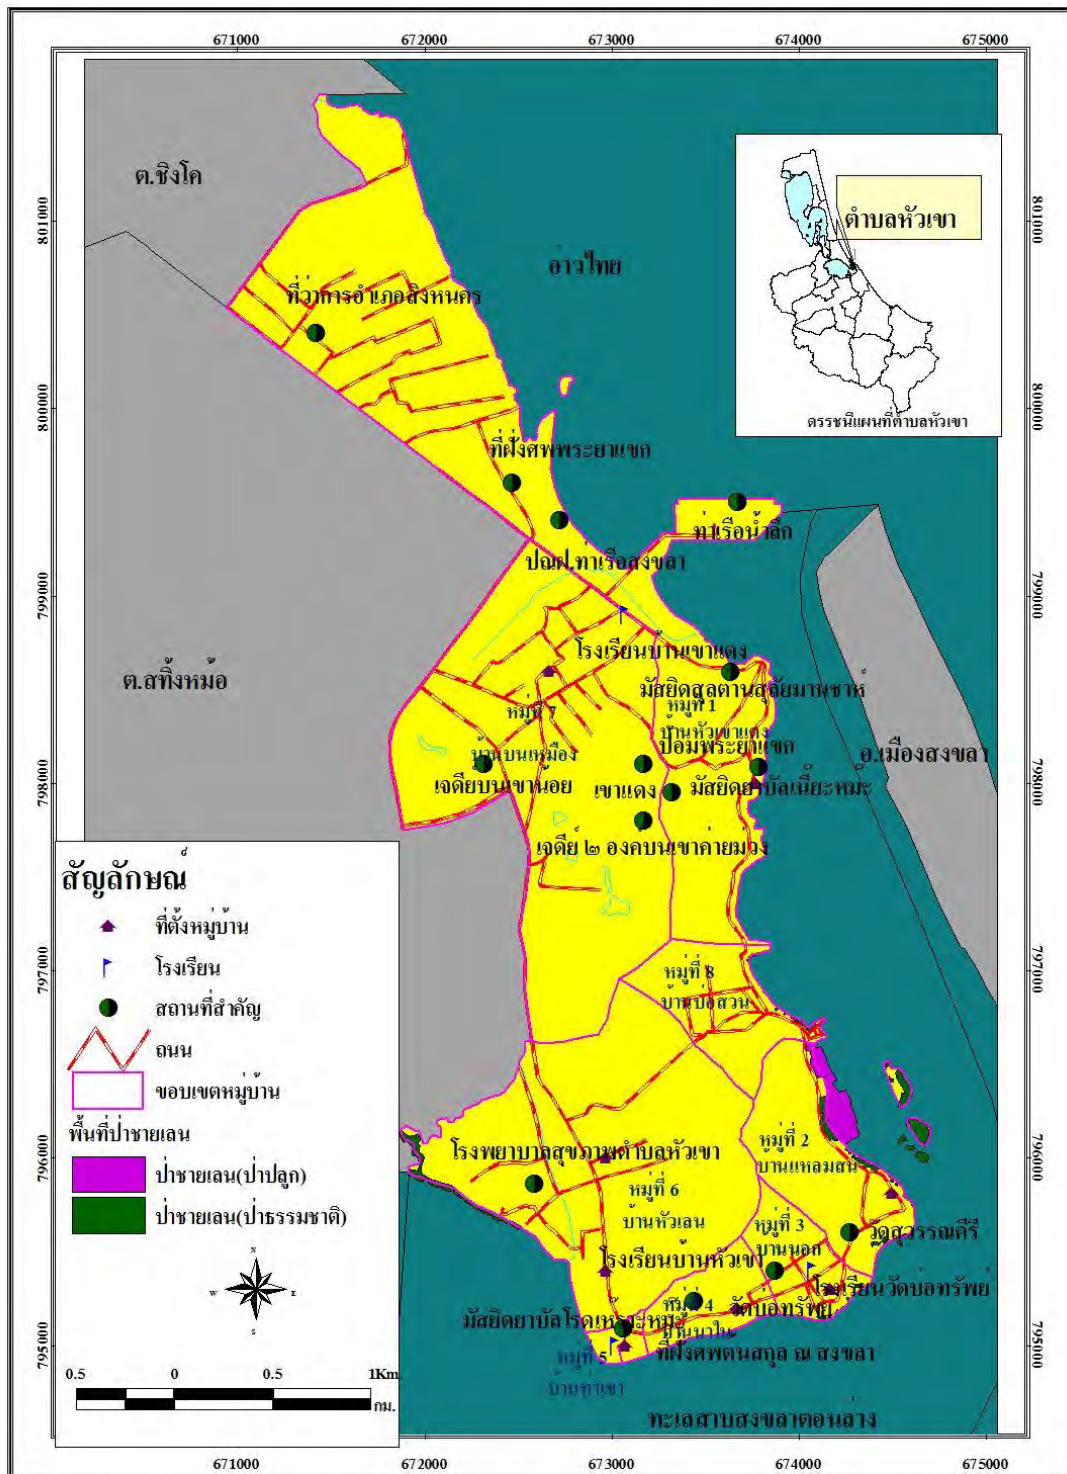 671000 672000 673000 674000 675000
ต.ชิงโค
801000
801000
ตำบลหัวเขา
อ่าวไทย
ที่ว่าการอำเภอสิงหนคร
800000
800000
ดรรชนีแผนที่ตำบลหัวเขา
ที่ฝังศพพระยาแขก
ท่าเรือน้ำลึก
ปณฝ.ท่าเรือสงขลา
799000
799000
โรงเรียนบ้านเขาแดง
ต.สทิ้งหม้อ
มัสยิดสุลตานสุลัยมานชาห์
หมู่ที่ 7
หมู่ที่ 1
บ้านหัวเขาแดง
บ้านบนเหมือง
ป้อมพระยาแขก
อ.เมืองสงขลา
798000
798000
เจดีย์บนเขาน้อย
เขาแดง
มัสยิดยาบัลเนี๊ยะหมะ
เจดีย์ ๒ องค์บนเขาค่ายม่วง
สัญลักษณ์
ที่ตั้งหมู่บ้าน
โรงเรียน
สถานที่สำคัญ
ถนน
ขอบเขตหมู่บ้าน
พื้นที่ป่าชายเลน
ป่าชายเลน(ป่าปลูก)
ป่าชายเลน(ป่าธรรมชาติ)
797000
797000
หมู่ที่ 8
บ้านบ่อสวน
796000
796000
โรงพยาบาลสุขภาพตำบลหัวเขา
หมู่ที่ 2
บ้านแหลมสน
หมู่ที่ 6
บ้านหัวเลน
หมู่ที่ 3
บ้านนอก
วัดสุวรรณคีรี
โรงเรียนบ้านหัวเขา
โรงเรียนวัดบ่อทรัพย์
หมู่ที่ 4
บ้านนาใน
วัดบ่อทรัพย์
มัสยิดยาบัลโรดเหร๊าะหมะ
ที่ฝังศพต้นสกุล ณ สงขลา
795000
795000
หมู่ที่ 5
บ้านท่าเขา
ทะเลสาบสงขลาตอนล่าง
N
W E
S
0.5 0 0.5 1Km
กม.